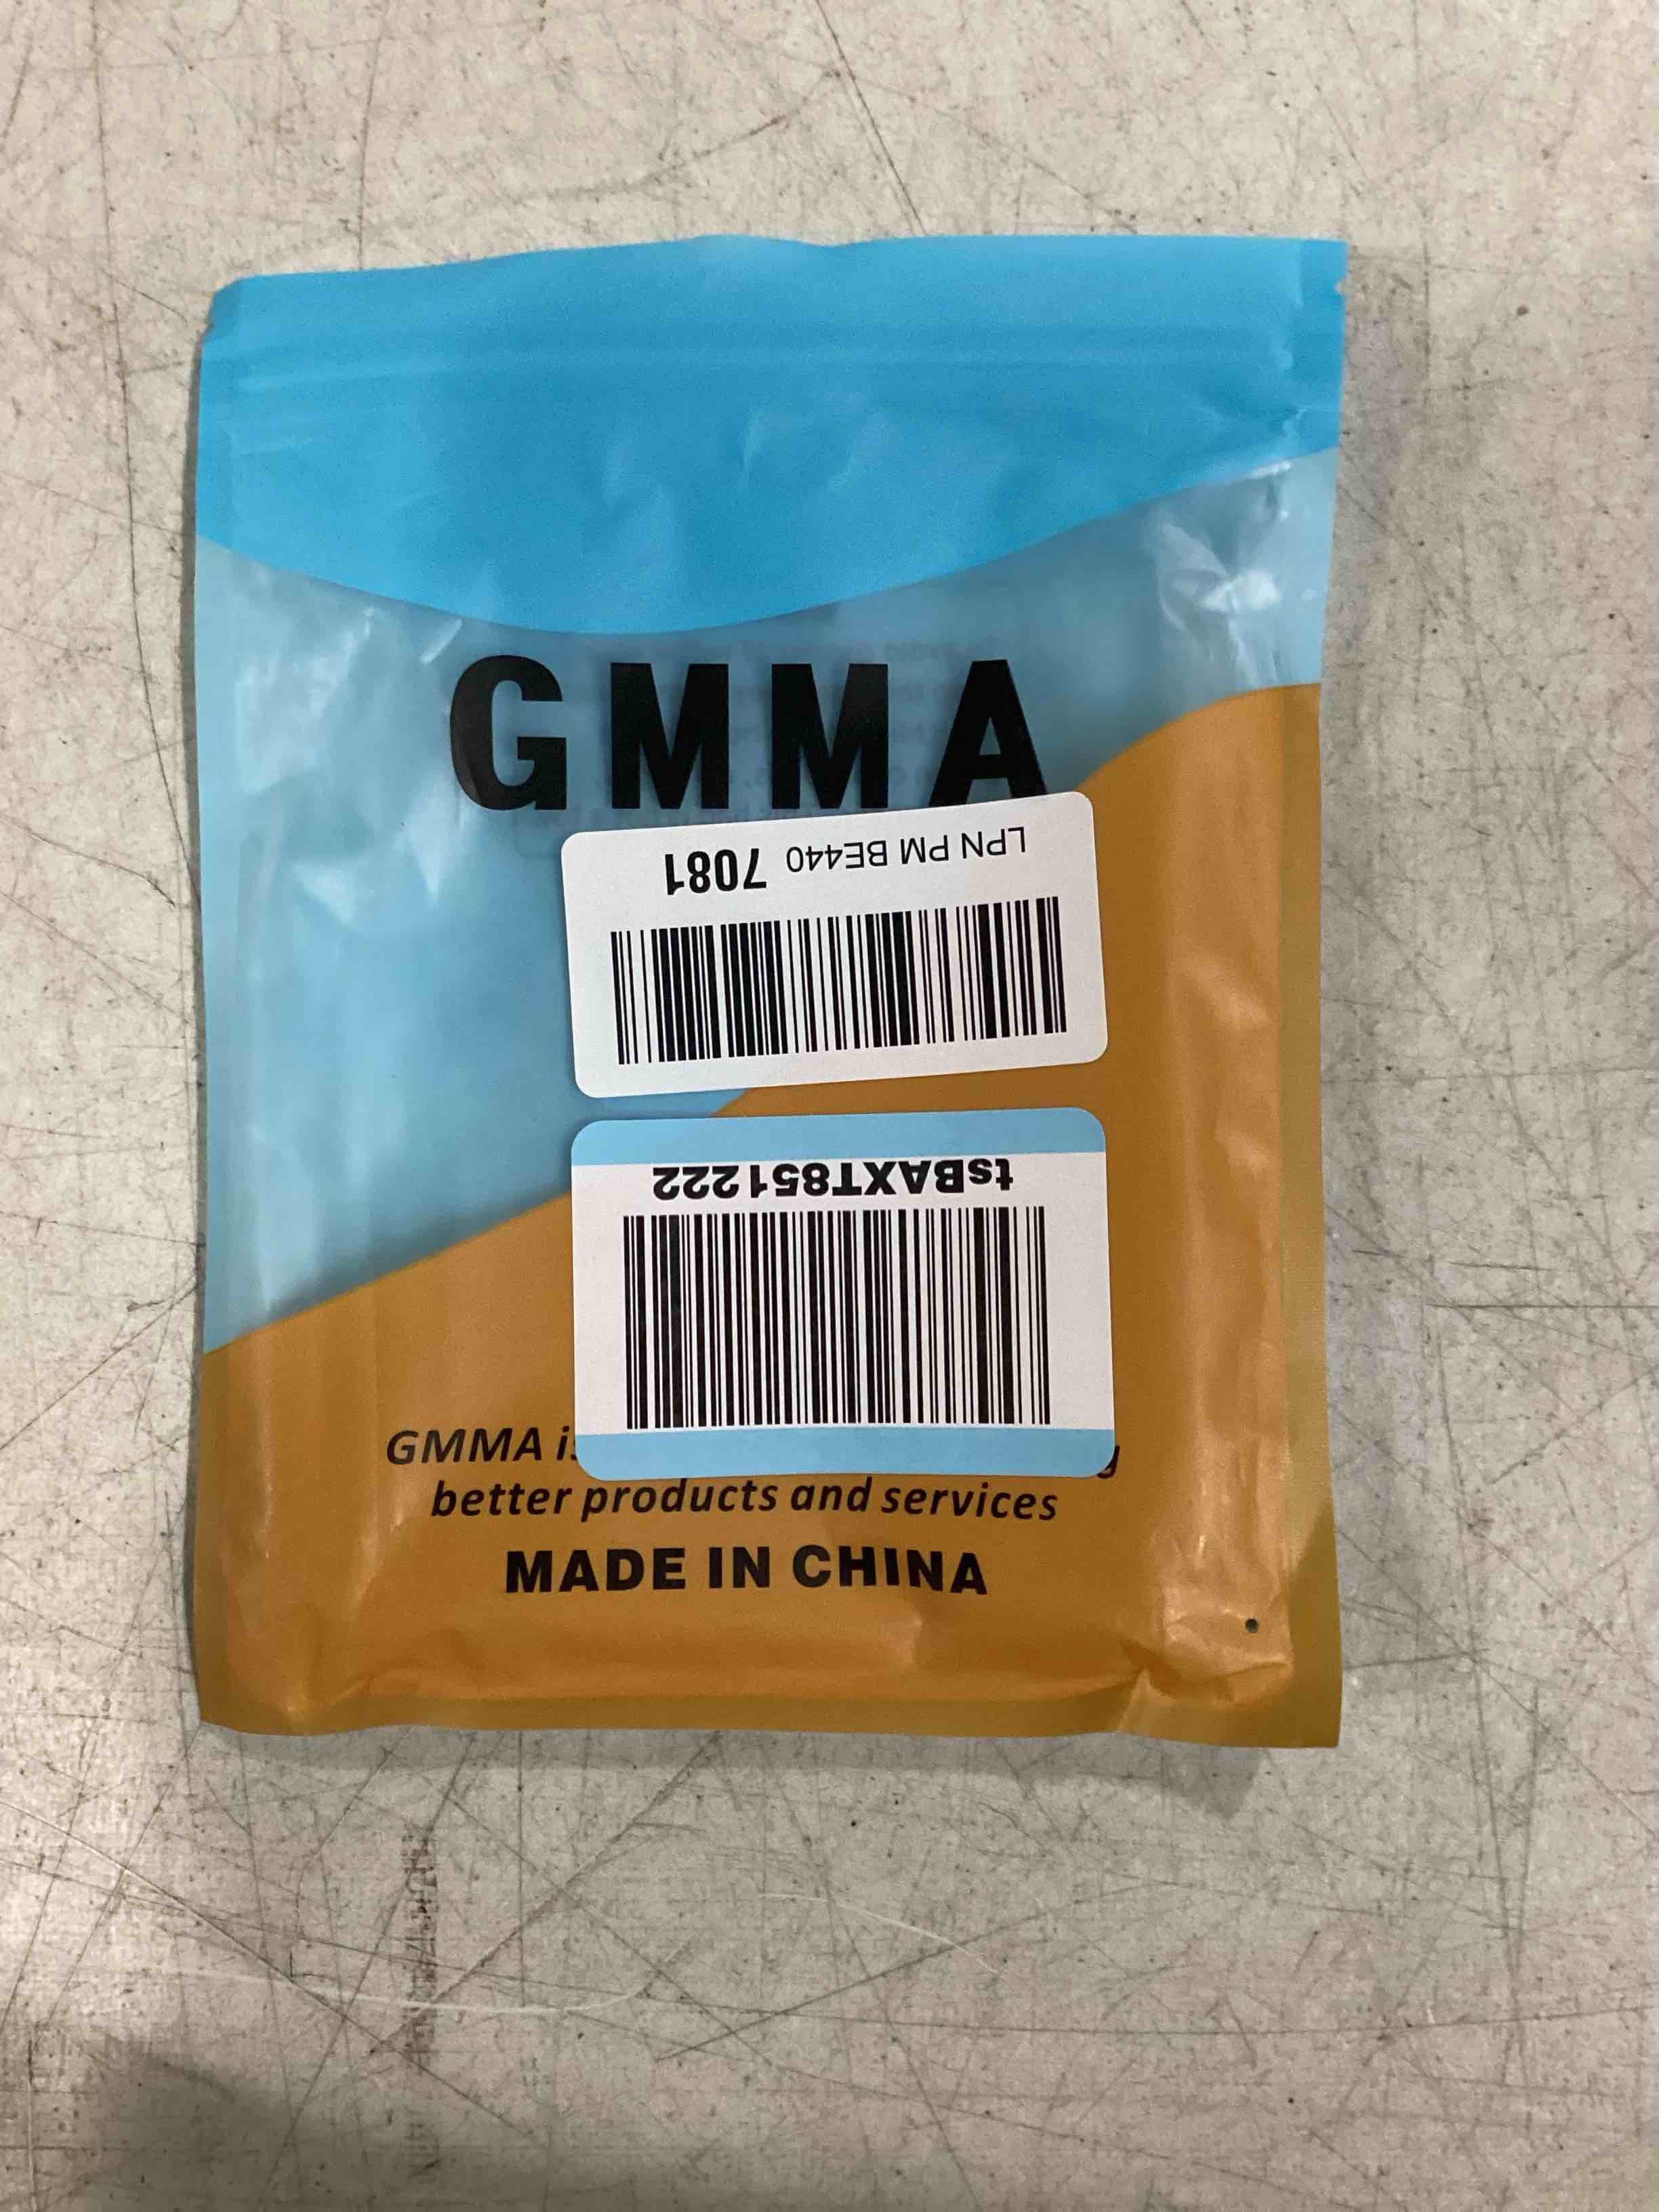 GMMA
LPN PM BE440 7081
tsBAXT851222
GMMA is
better products and services
MADE IN CHINA